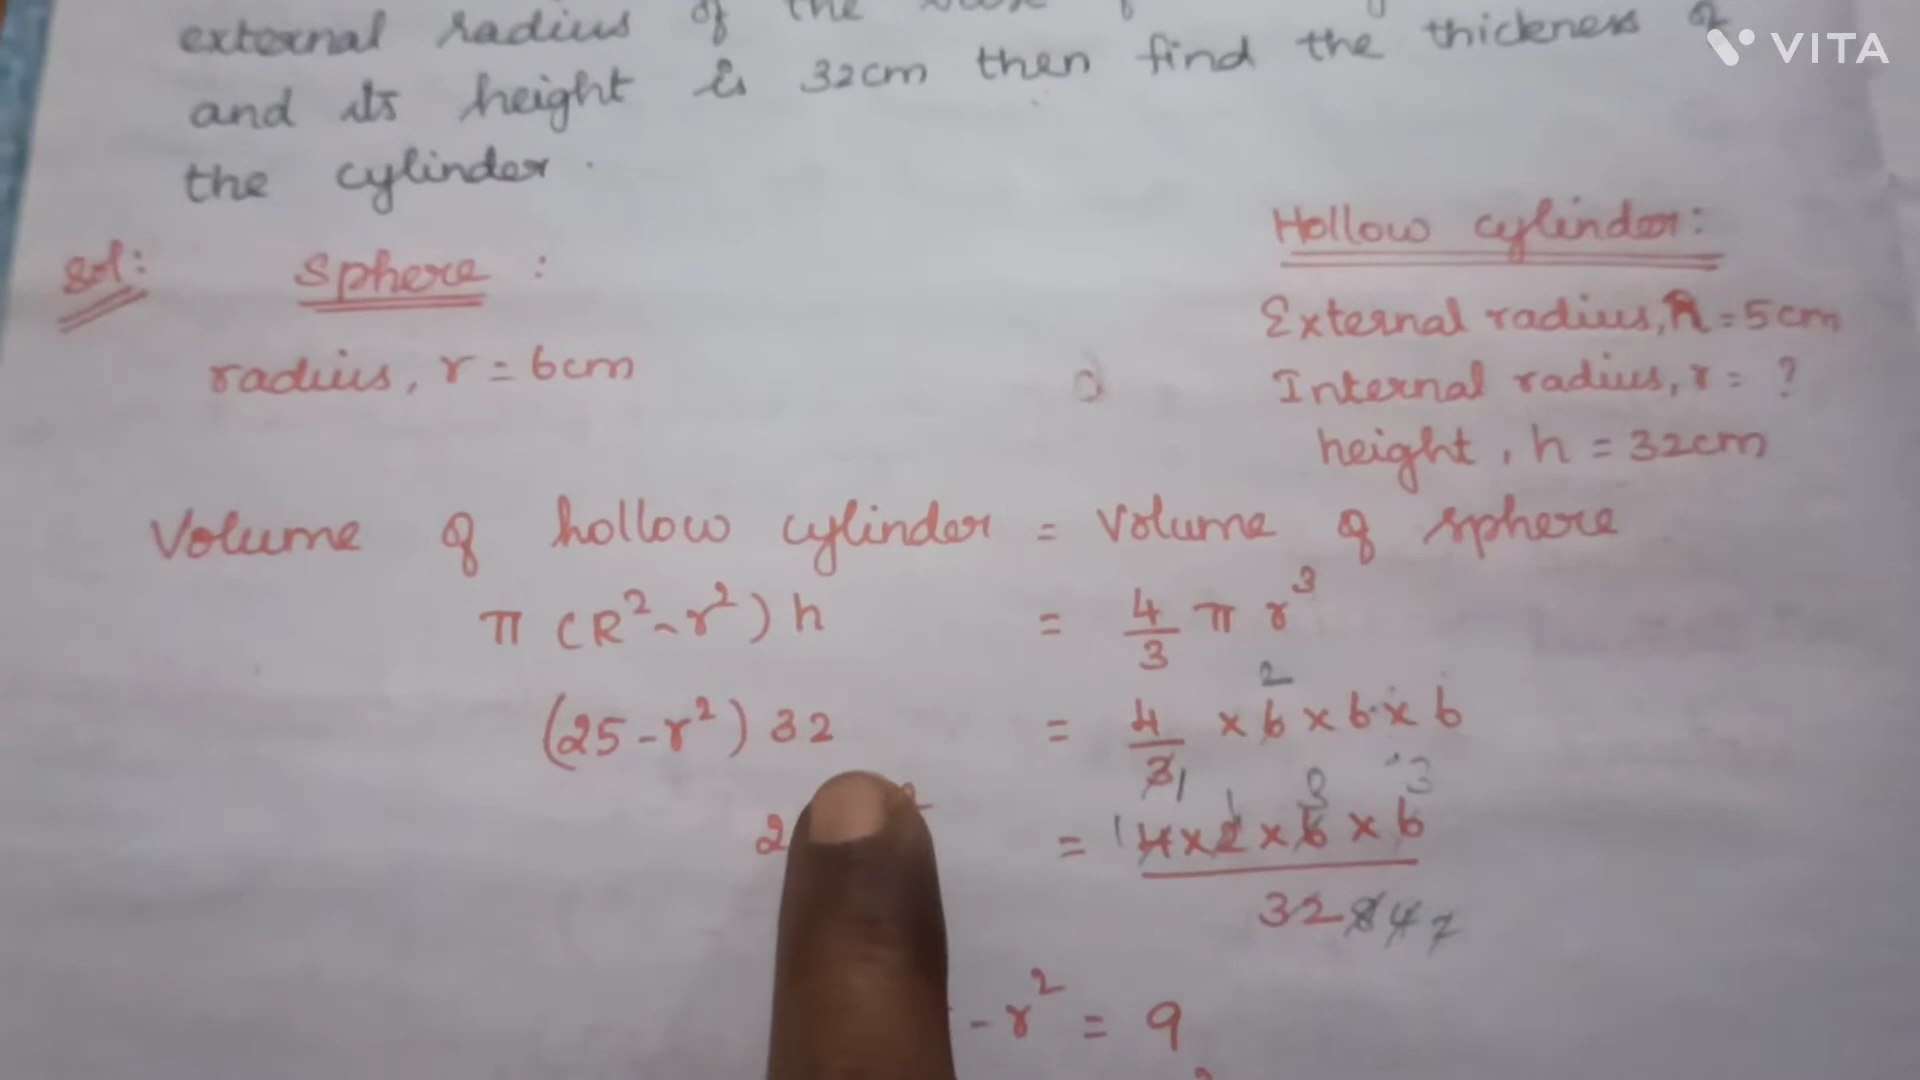 external radius of the
and its height is 32cm then find the thickness of
the cylinder.
VITA
Sol:
Sphere :
radius, r = 6cm
Hollow cylinder:
External radius, R = 5cm
Internal radius, r = ?
height, h = 32cm
Volume of hollow cylinder = Volume of sphere
π (R² - r²) h = 4/3 π r³
(25 - r²) 32 = 4/3 × 6 × 6 × 6
2 = 4 × 2 × 6 × 6 / 32
- r² = 9